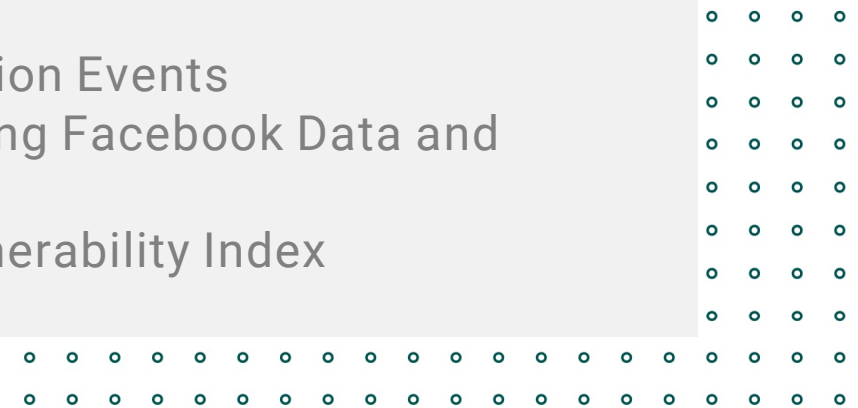 ion Events
ng Facebook Data and
nerability Index